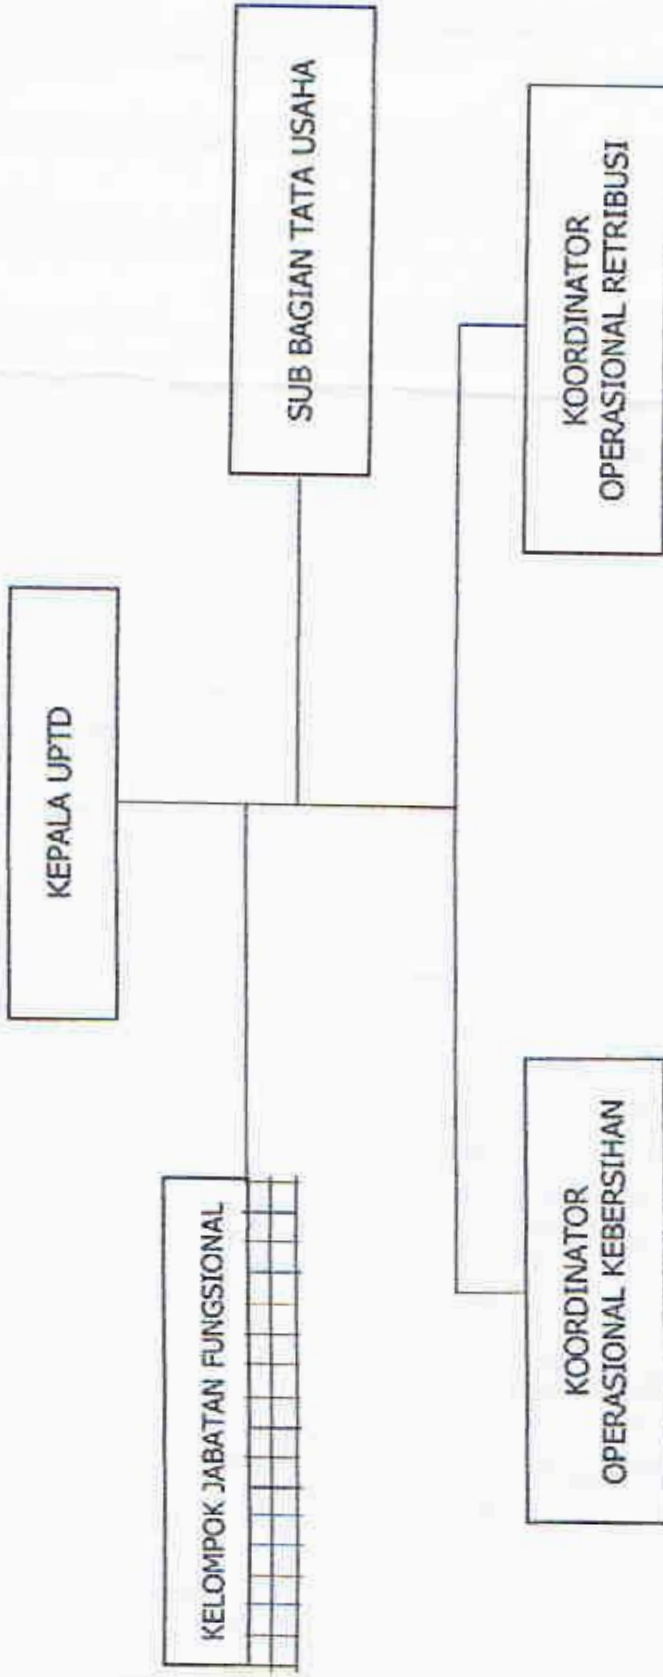 KEPALA UPTD
KELOMPOK JABATAN FUNGSIONAL
SUB BAGIAN TATA USAHA
KOORDINATOR
OPERASIONAL KEBERSIHAN
KOORDINATOR
OPERASIONAL RETRIBUSI